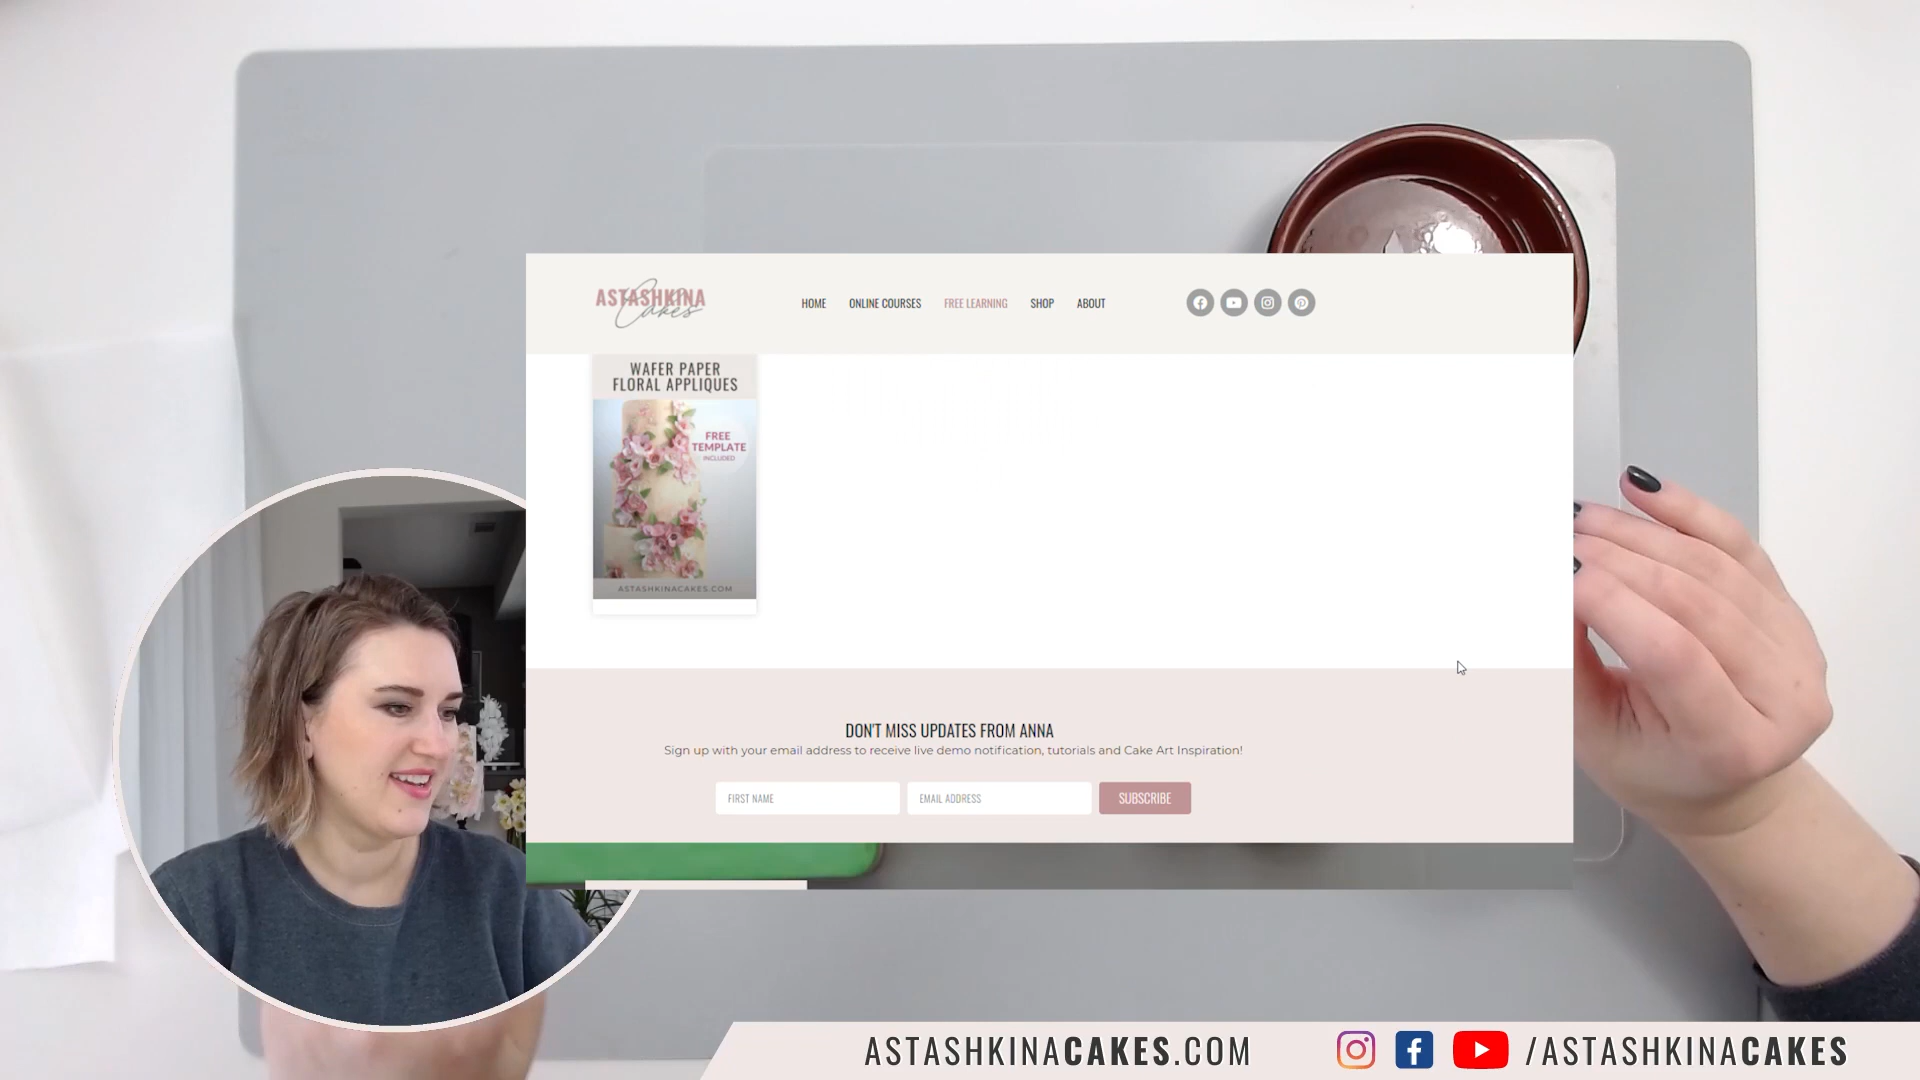 ASTASHKINA
Cakes
HOME ONLINE COURSES FREE LEARNING SHOP ABOUT
WAFER PAPER
FLORAL APPLIQUES
FREE
TEMPLATE
INCLUDED
ASTASHKINACAKES.COM
DON'T MISS UPDATES FROM ANNA
Sign up with your email address to receive live demo notification, tutorials and Cake Art Inspiration!
FIRST NAME EMAIL ADDRESS SUBSCRIBE
ASTASHKINACAKES.COM /ASTASHKINACAKES